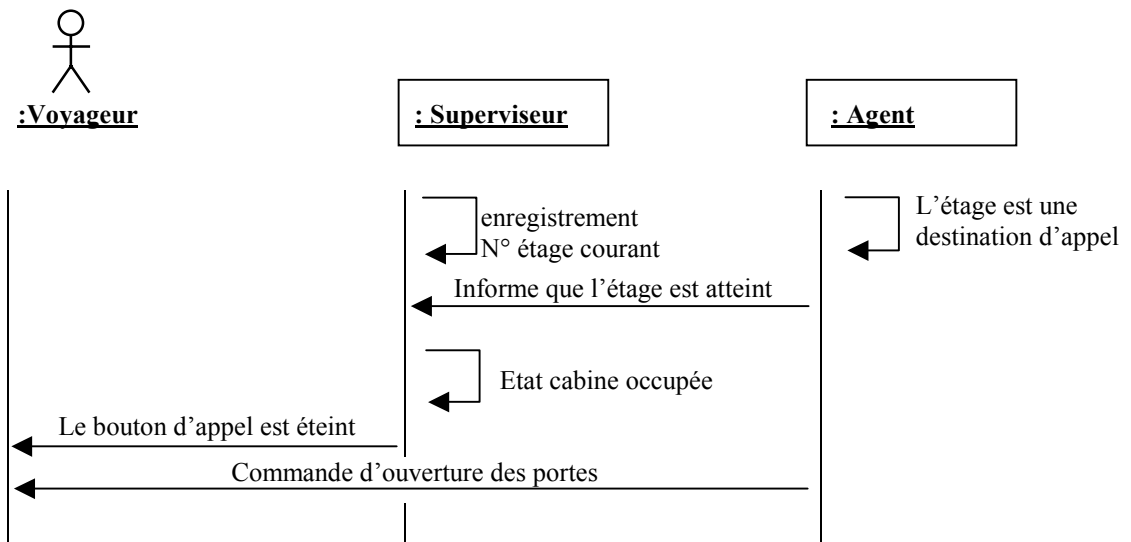 :Voyageur
: Superviseur
: Agent
enregistrement
N° étage courant
L’étage est une
destination d’appel
Informe que l’étage est atteint
Etat cabine occupée
Le bouton d’appel est éteint
Commande d’ouverture des portes